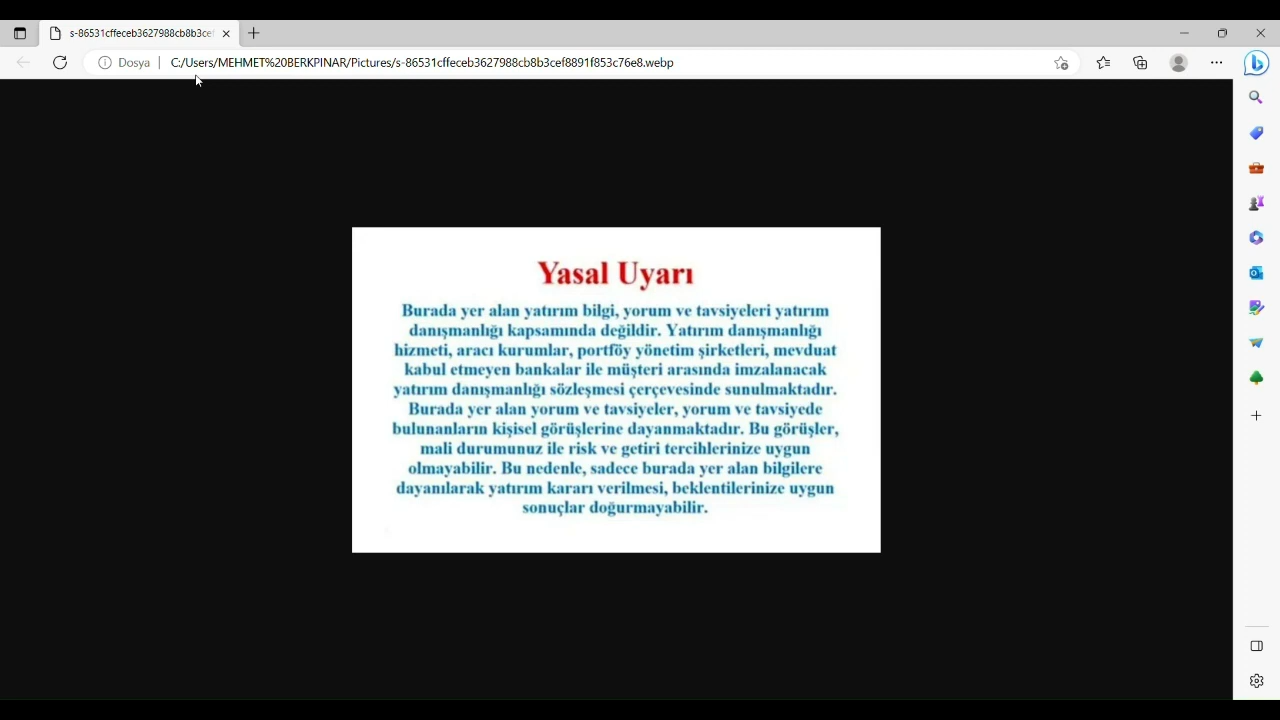 s-86531cffeceb3627988cb8b3cef
Dosya
C:/Users/MEHMET%20BERKPINAR/Pictures/s-86531cffeceb3627988cb8b3cef8891f853c76e8.webp
Yasal Uyarı
Burada yer alan yatırım bilgi, yorum ve tavsiyeleri yatırım
danışmanlığı kapsamında değildir. Yatırım danışmanlığı
hizmeti, aracı kurumlar, portföy yönetim şirketleri, mevduat
kabul etmeyen bankalar ile müşteri arasında imzalanacak
yatırım danışmanlığı sözleşmesi çerçevesinde sunulmaktadır.
Burada yer alan yorum ve tavsiyeler, yorum ve tavsiyede
bulunanların kişisel görüşlerine dayanmaktadır. Bu görüşler,
mali durumunuz ile risk ve getiri tercihlerinize uygun
olmayabilir. Bu nedenle, sadece burada yer alan bilgilere
dayanılarak yatırım kararı verilmesi, beklentilerinize uygun
sonuçlar doğurmayabilir.